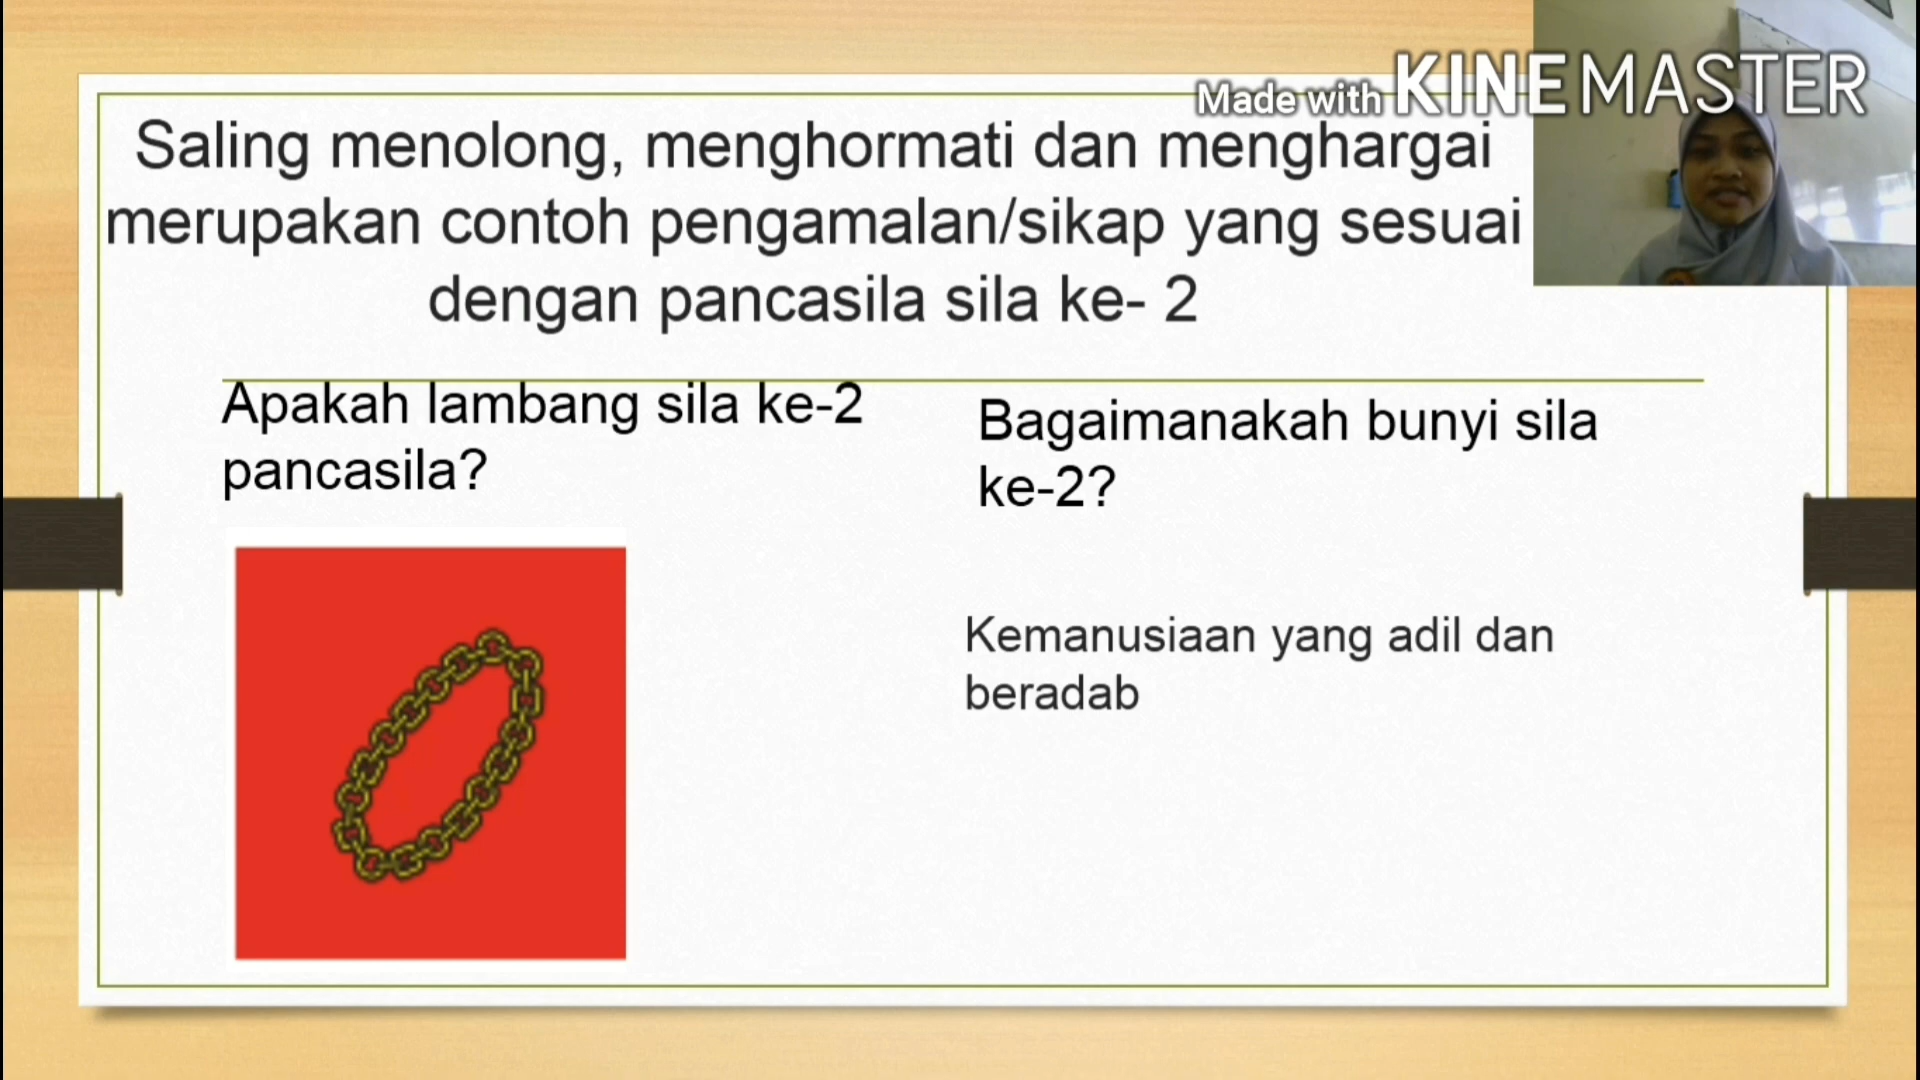 Made with KINEMASTER
Saling menolong, menghormati dan menghargai
merupakan contoh pengamalan/sikap yang sesuai
dengan pancasila sila ke- 2
Apakah lambang sila ke-2
pancasila?
Bagaimanakah bunyi sila
ke-2?
Kemanusiaan yang adil dan
beradab